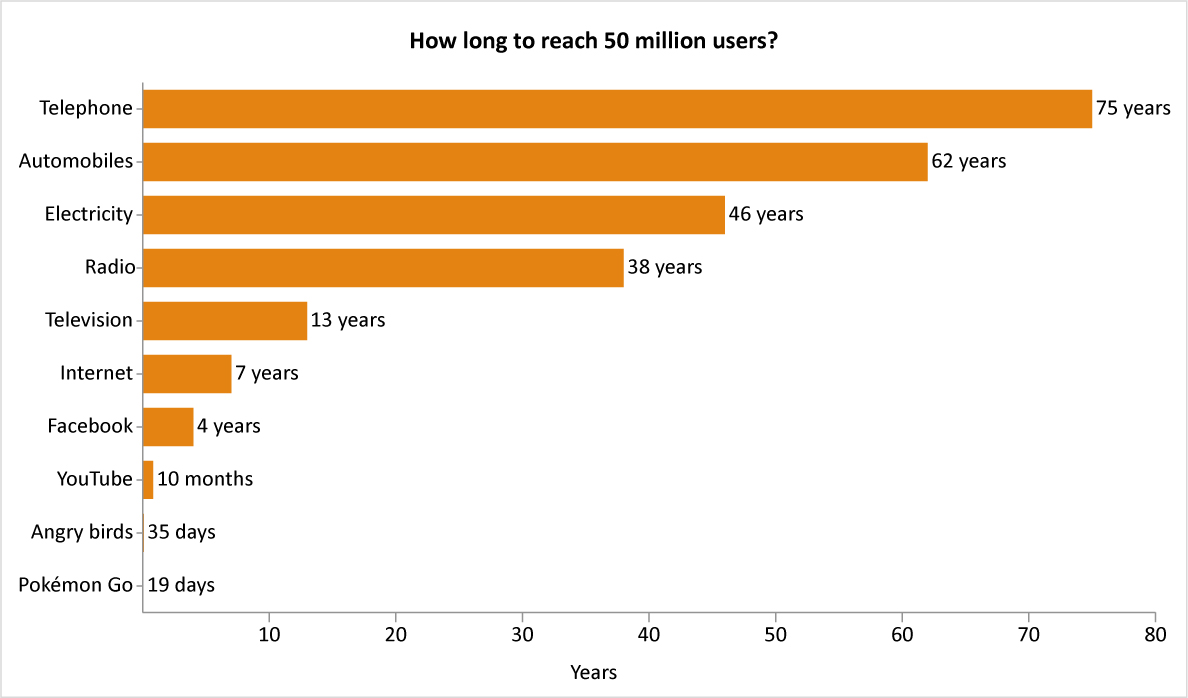 How long to reach 50 million users?
Telephone 75 years
Automobiles 62 years
Electricity 46 years
Radio 38 years
Television 13 years
Internet 7 years
Facebook 4 years
YouTube 10 months
Angry birds 35 days
Pokémon Go 19 days
10 20 30 40 50 60 70 80
Years